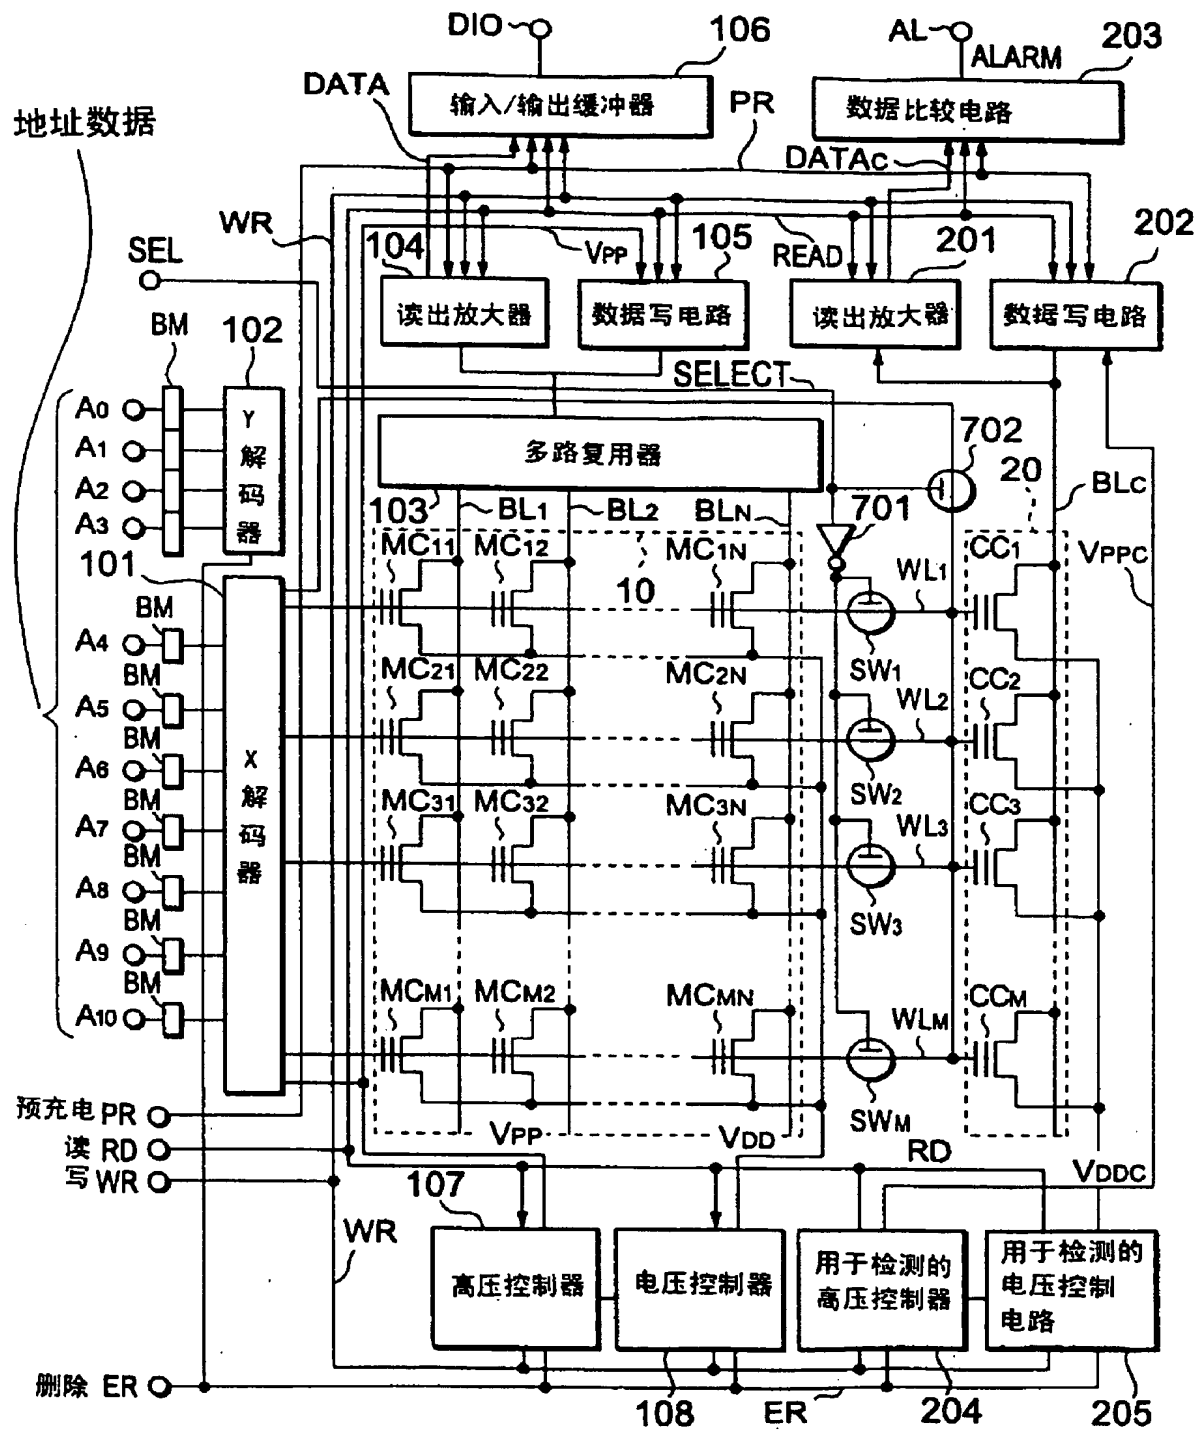 DIO
106
AL
203
DATA
ALARM
输入/输出缓冲器
PR
数据比较电路
地址数据
DATAC
WR
104
VPP
105
READ
201
202
SEL
读出放大器
数据写电路
读出放大器
数据写电路
BM
102
SELECT
A0
A1
A2
A3
Y解码器
多路复用器
702
20
103
BL1
BL2
BLN
701
BLC
VPPC
101
MC11
MC12
MC1N
10
WL1
CC1
BM
A4
SW1
BM
MC21
MC22
MC2N
WL2
CC2
A5
BM
A6
SW2
BM
X解码器
MC31
MC32
MC3N
WL3
CC3
A7
BM
A8
SW3
BM
A9
BM
MCM1
MCM2
MCMN
CCM
A10
WLM
预充电 PR
SWM
读 RD
VPP
VDD
RD
写 WR
VDDC
107
WR
高压控制器
电压控制器
用于检测的高压控制器
用于检测的电压控制电路
删除 ER
108
ER
204
205